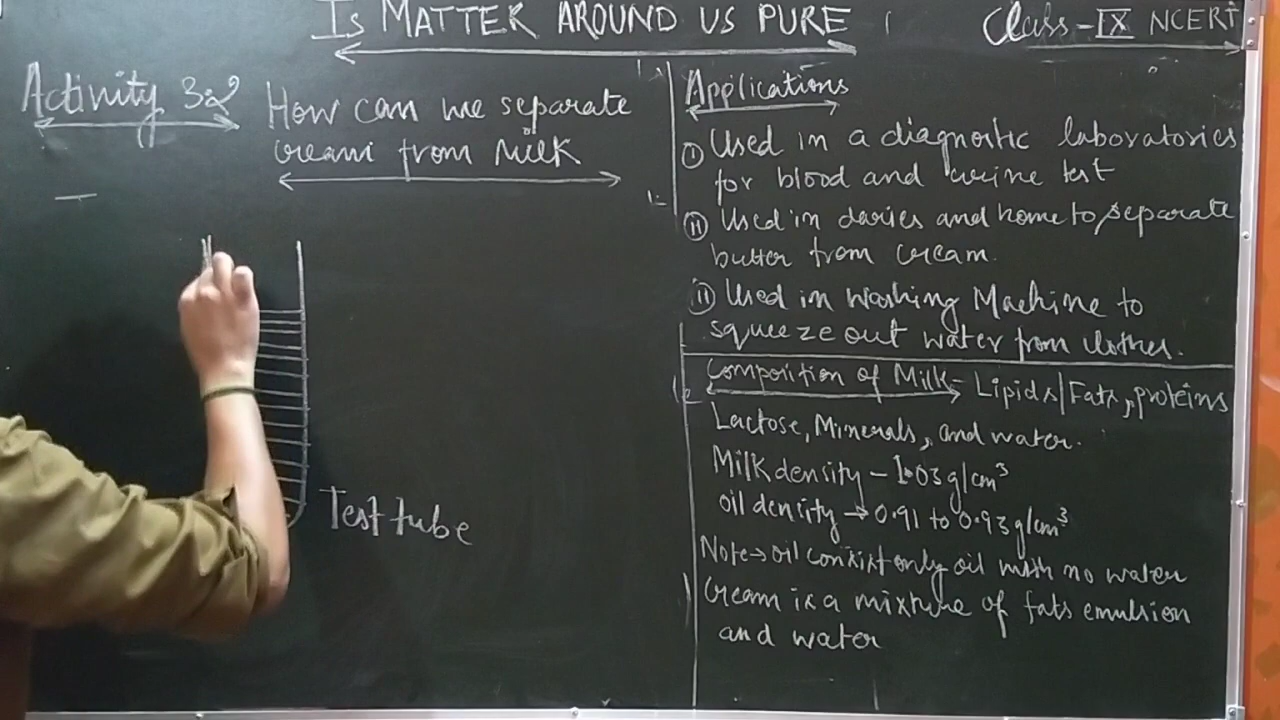 Is MATTER AROUND US PURE
Class-IX NCERT
Activity 3.2
How can we separate
cream from Milk
Test tube
Applications
(I) Used in a diagnostic laboratories
for blood and urine test
(II) Used in daries and home to separate
butter from cream.
(II) Used in washing Machine to
squeeze out water from clothes.
Composition of Milk - Lipids/Fats, proteins
Lactose, Minerals, and water.
Milk density - 1.03 g/cm³
oil density → 0.91 to 0.93 g/cm³
Note → oil consist only oil with no water
Cream is a mixture of fats emulsion
and water